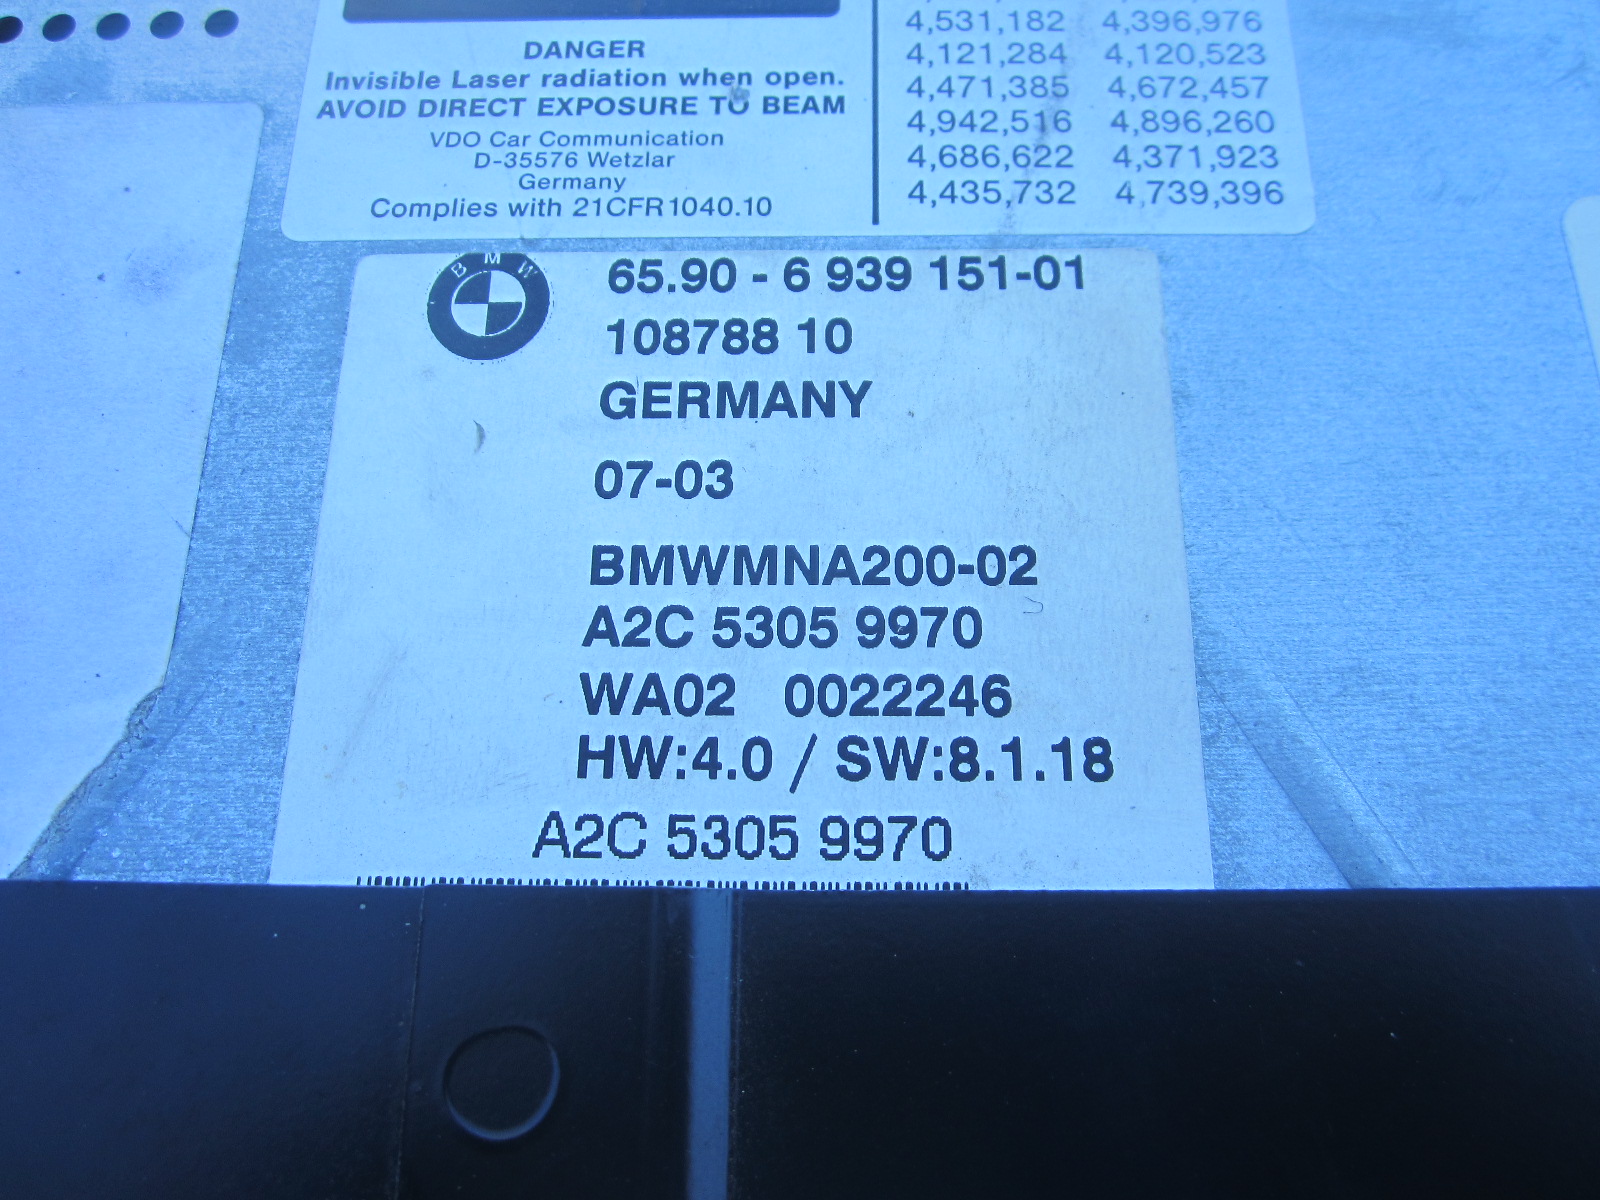 DANGER
Invisible Laser radiation when open.
AVOID DIRECT EXPOSURE TO BEAM
VDO Car Communication
D-35576 Wetzlar
Germany
Complies with 21CFR1040.10
4,531,182 4,396,976
4,121,284 4,120,523
4,471,385 4,672,457
4,942,516 4,896,260
4,686,622 4,371,923
4,435,732 4,739,396
BMW
65.90 - 6 939 151-01
108788 10
GERMANY
07-03
BMWMNA200-02
A2C 5305 9970
WA02 0022246
HW:4.0 / SW:8.1.18
A2C 5305 9970